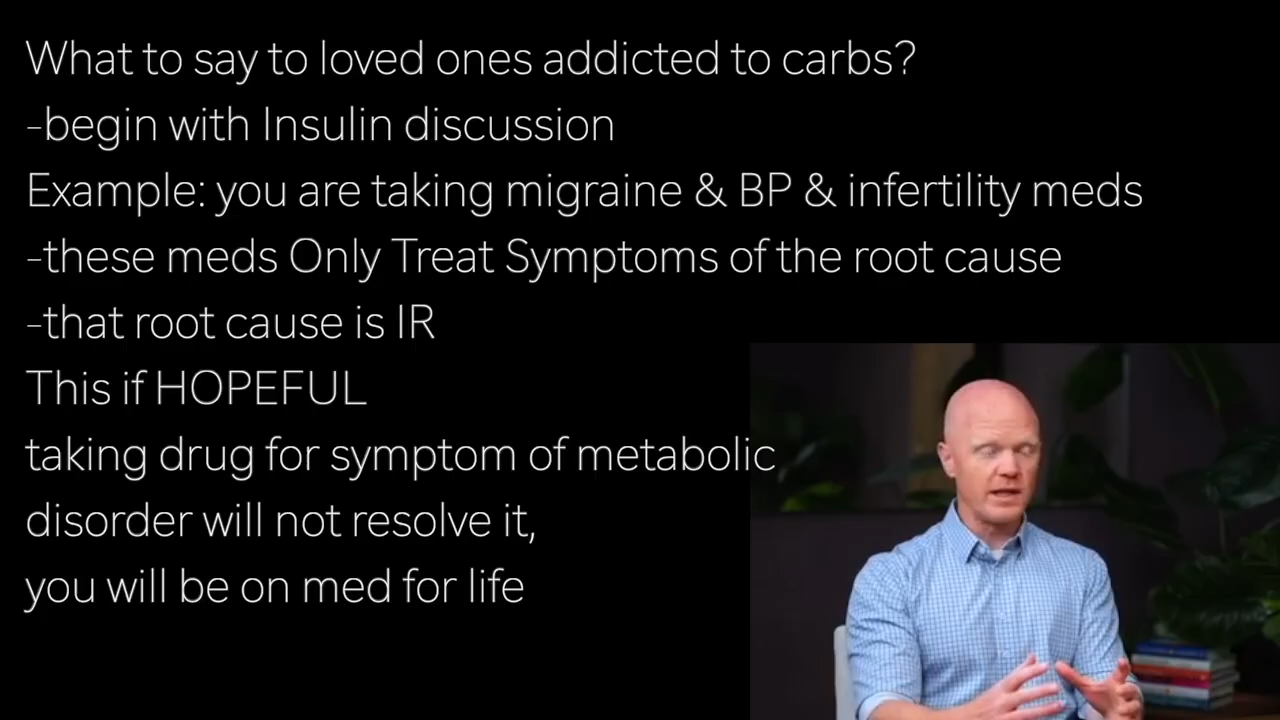 What to say to loved ones addicted to carbs?
-begin with Insulin discussion
Example: you are taking migraine & BP & infertility meds
-these meds Only Treat Symptoms of the root cause
-that root cause is IR
This if HOPEFUL
taking drug for symptom of metabolic
disorder will not resolve it,
you will be on med for life